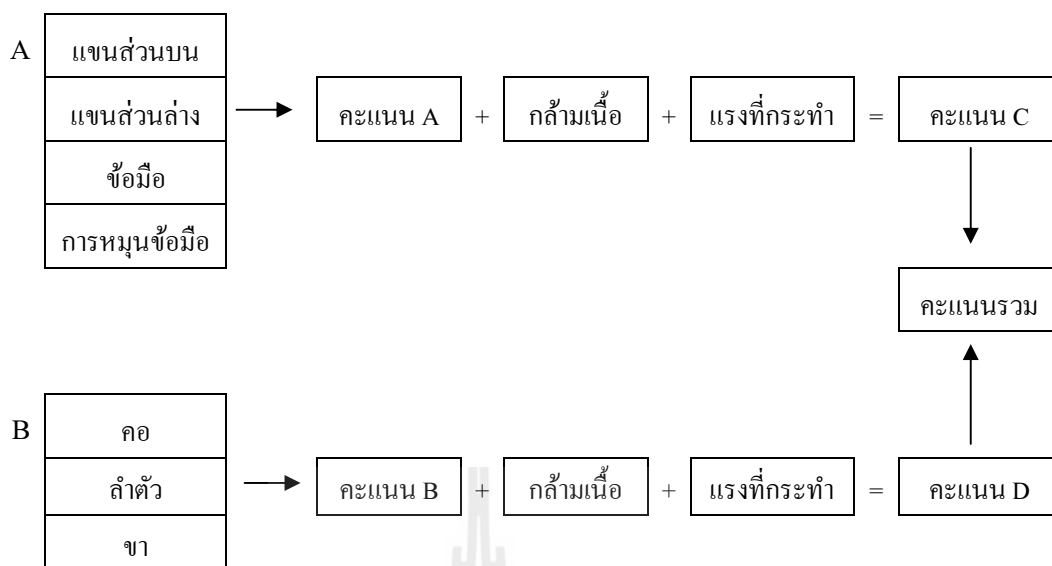 A
แขนส่วนบน
แขนส่วนล่าง
ข้อมือ
การหมุนข้อมือ
คะแนน A + กล้ามเนื้อ + แรงที่กระทำ = คะแนน C
คะแนนรวม
B
คอ
ลำตัว
ขา
คะแนน B + กล้ามเนื้อ + แรงที่กระทำ = คะแนน D